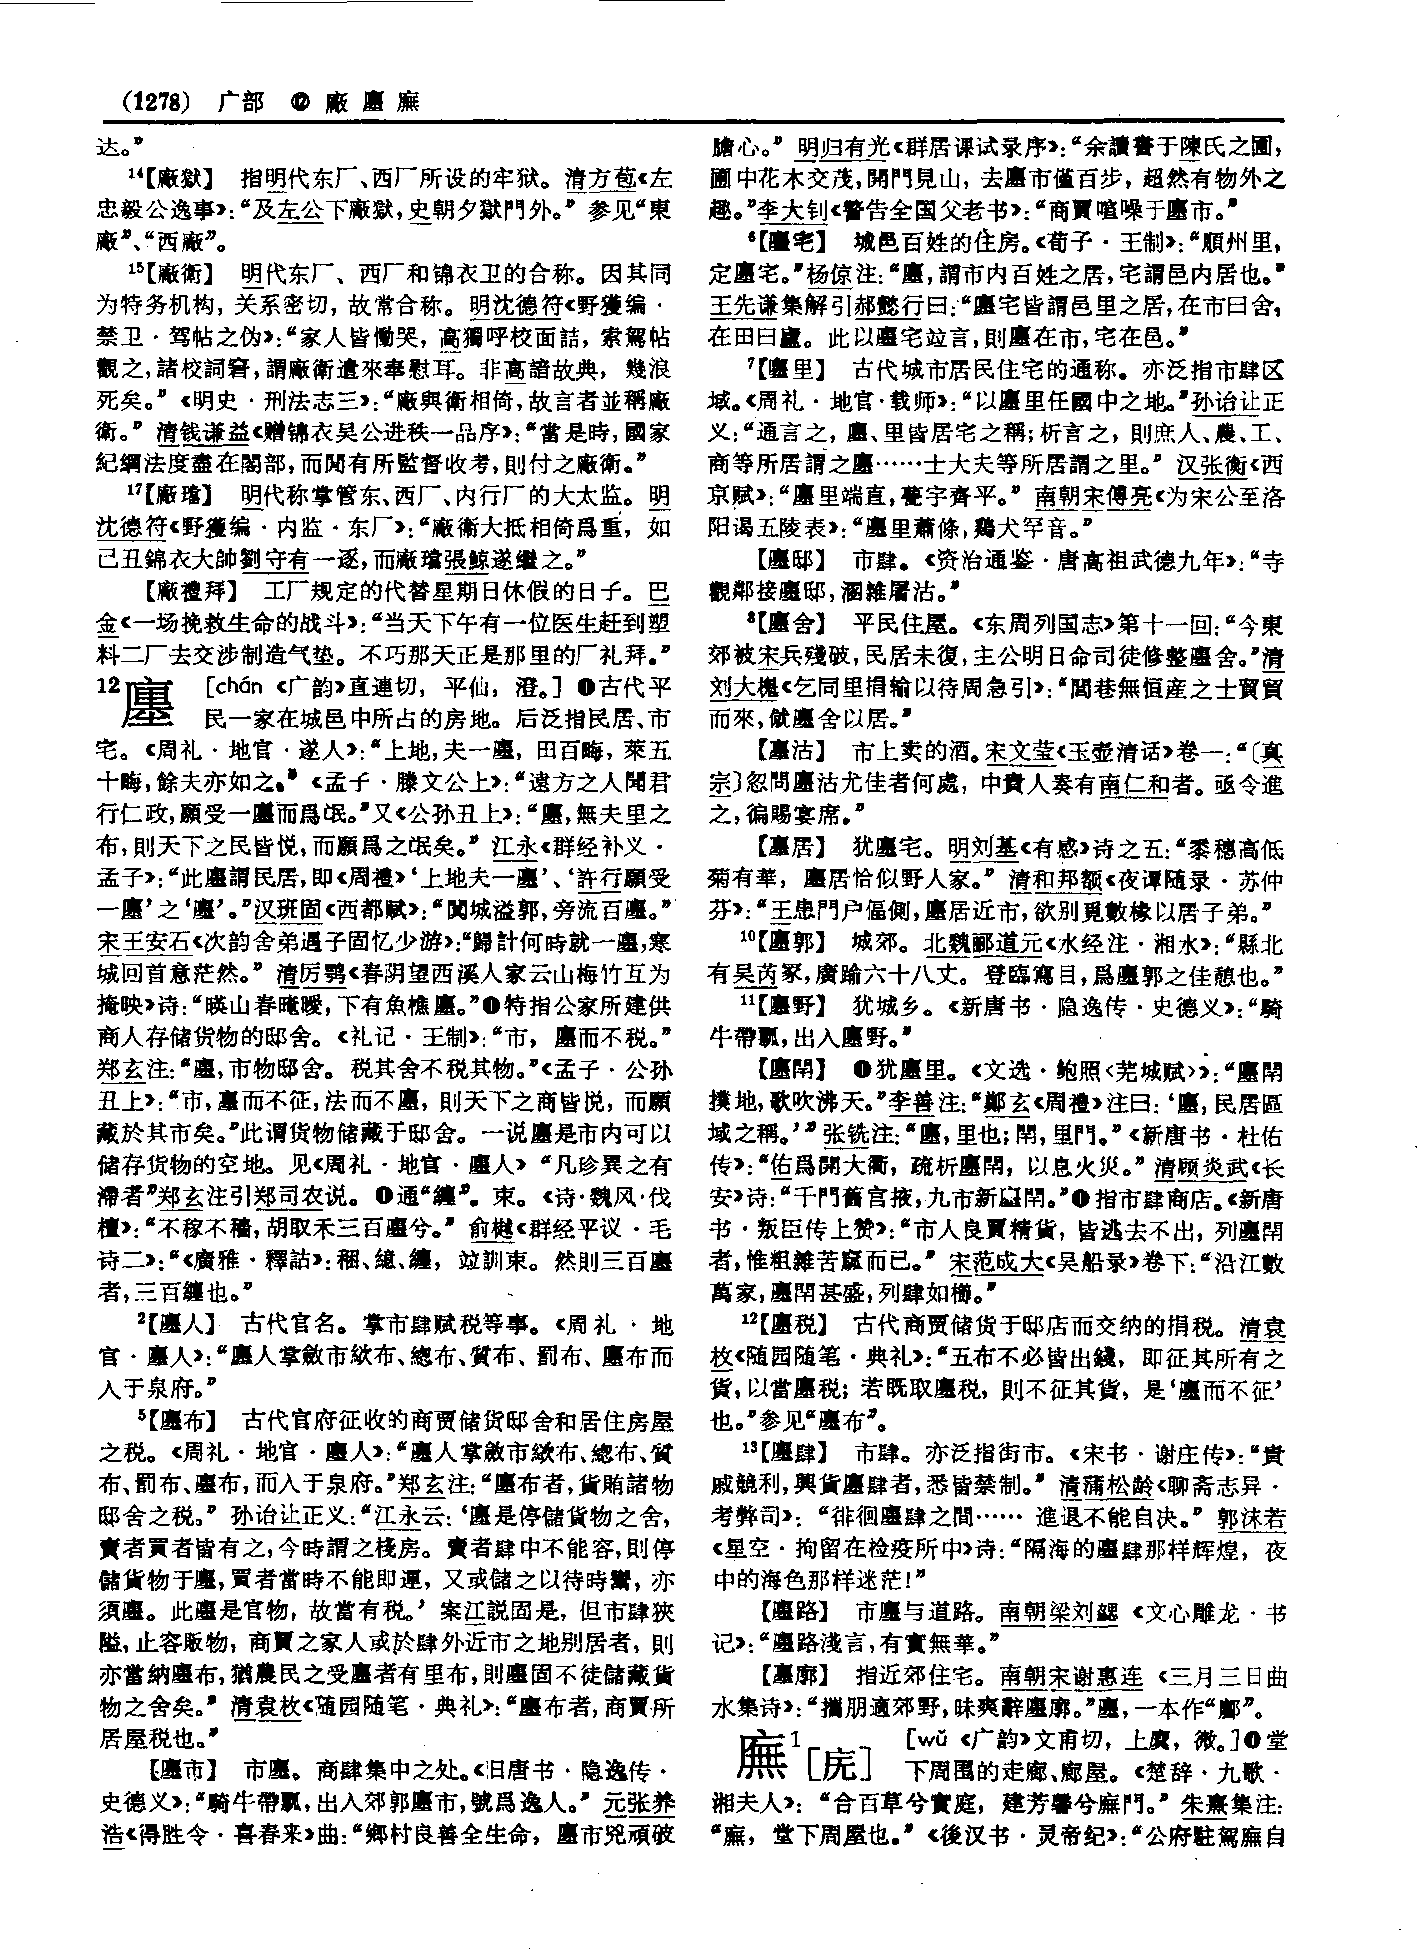 (1278) 广部 ⑫ 廠廛廡
达。”
14【廠獄】 指明代东厂、西厂所设的牢狱。清方苞《左
忠毅公逸事》：“及左公下廠獄，史朝夕獄門外。” 参见“東
廠”、“西廠”。
15【廠衛】 明代东厂、西厂和锦衣卫的合称。因其同
为特务机构，关系密切，故常合称。明沈德符《野獲编·
禁卫·驾帖之伪》：“家人皆慟哭，高獨呼校面詰，索駕帖
觀之，諸校詞窘，謂廠衛遣來奉慰耳。非高諳故典，幾浪
死矣。”《明史·刑法志三》：“廠與衛相倚，故言者並稱廠
衛。” 清钱谦益《赠锦衣吴公进秩一品序》：“當是時，國家
紀綱法度盡在閣部，而間有所監督收考，則付之廠衛。”
17【廠璫】 明代称掌管东、西厂、内行厂的大太监。明
沈德符《野獲编·内监·东厂》：“廠衛大抵相倚爲重，如
己丑錦衣大帥劉守有一逐，而廠璫張鯨遂繼之。”
【廠禮拜】 工厂规定的代替星期日休假的日子。巴
金《一场挽救生命的战斗》：“当天下午有一位医生赶到塑
料二厂去交涉制造气垫。不巧那天正是那里的厂礼拜。”
12廛 [chán 《广韵》直連切，平仙，澄。] ❶古代平
民一家在城邑中所占的房地。后泛指民居、市
宅。《周礼·地官·遂人》：“上地，夫一廛，田百畮，萊五
十畮，餘夫亦如之。”《孟子·滕文公上》：“遠方之人聞君
行仁政，願受一廛而爲氓。”又《公孙丑上》：“廛，無夫里之
布，則天下之民皆悦，而願爲之氓矣。” 江永《群经补义·
孟子》：“此廛謂民居，即《周禮》‘上地夫一廛’、‘許行願受
一廛’之‘廛’。”汉班固《西都赋》：“闐城溢郭，旁流百廛。”
宋王安石《次韵舍弟遇子固忆少游》：“歸計何時就一廛，寒
城回首意茫然。” 清厉鹗《春阴望西溪人家云山梅竹互为
掩映》诗：“暎山春晻曖，下有魚樵廛。”❷特指公家所建供
商人存储货物的邸舍。《礼记·王制》：“市，廛而不税。”
郑玄注：“廛，市物邸舍。税其舍不税其物。”《孟子·公孙
丑上》：“市，廛而不征，法而不廛，則天下之商皆悦，而願
藏於其市矣。”此谓货物储藏于邸舍。一说廛是市内可以
储存货物的空地。见《周礼·地官·廛人》“凡珍異之有
滯者”郑玄注引郑司农说。❸通“纏”。束。《诗·魏风·伐
檀》：“不稼不穡，胡取禾三百廛兮。” 俞樾《群经平议·毛
诗二》：“《廣雅·釋詁》：稇、繶、纏，竝訓束。然則三百廛
者，三百纏也。”
2【廛人】 古代官名。掌市肆赋税等事。《周礼·地
官·廛人》：“廛人掌斂市絘布、緫布、質布、罰布、廛布而
入于泉府。”
5【廛布】 古代官府征收的商贾储货邸舍和居住房屋
之税。《周礼·地官·廛人》：“廛人掌斂市絘布、緫布、質
布、罰布、廛布，而入于泉府。”郑玄注：“廛布者，貨賄諸物
邸舍之税。” 孙诒让正义：“江永云：‘廛是停儲貨物之舍，
賣者買者皆有之，今時謂之棧房。賣者肆中不能容，則停
儲貨物于廛，買者當時不能即運，又或儲之以待時鬻，亦
須廛。此廛是官物，故當有税。’案江説固是，但市肆狹
隘，止容販物，商賈之家人或於肆外近市之地别居者，則
亦當納廛布，猶農民之受廛者有里布，則廛固不徒儲藏貨
物之舍矣。” 清袁枚《随园随笔·典礼》：“廛布者，商賈所
居屋税也。”
【廛市】 市廛。商肆集中之处。《旧唐书·隐逸传·
史德义》：“騎牛帶瓢，出入郊郭廛市，號爲逸人。” 元张养
浩《得胜令·喜春来》曲：“鄉村良善全生命，廛市兇頑破
膽心。” 明归有光《群居课试录序》：“余讀書于陳氏之圃，
圃中花木交茂，開門見山，去廛市僅百步，超然有物外之
趣。”李大钊《警告全国父老书》：“商賈喧噪于廛市。”
6【廛宅】 城邑百姓的住房。《荀子·王制》：“順州里，
定廛宅。”杨倞注：“廛，謂市内百姓之居，宅謂邑内居也。”
王先谦集解引郝懿行曰：“廛宅皆謂邑里之居，在市曰舍，
在田曰廬。此以廛宅竝言，則廛在市，宅在邑。”
7【廛里】 古代城市居民住宅的通称。亦泛指市肆区
域。《周礼·地官·载师》：“以廛里任國中之地。”孙诒让正
义：“通言之，廛、里皆居宅之稱；析言之，則庶人、農、工、
商等所居謂之廛……士大夫等所居謂之里。” 汉张衡《西
京赋》：“廛里端直，甍宇齊平。” 南朝宋傅亮《为宋公至洛
阳谒五陵表》：“廛里蕭條，鷄犬罕音。”
【廛邸】 市肆。《资治通鉴·唐高祖武德九年》：“寺
觀鄰接廛邸，溷雜屠沽。”
8【廛舍】 平民住屋。《东周列国志》第十一回：“今東
郊被宋兵殘破，民居未復，主公明日命司徒修整廛舍。”清
刘大櫆《乞同里捐输以待周急引》：“閭巷無恒産之士貿貿
而來，僦廛舍以居。”
【廛沽】 市上卖的酒。宋文莹《玉壶清话》卷一：“〔真
宗〕忽問廛沽尤佳者何處，中貴人奏有南仁和者。亟令進
之，徧賜宴席。”
【廛居】 犹廛宅。明刘基《有感》诗之五：“黍穗高低
菊有華，廛居恰似野人家。” 清和邦额《夜谭随录·苏仲
芬》：“王患門户偪側，廛居近市，欲别覓數椽以居子弟。”
10【廛郭】 城郊。北魏郦道元《水经注·湘水》：“縣北
有吴芮冢，廣踰六十八丈。登臨寫目，爲廛郭之佳憩也。”
11【廛野】 犹城乡。《新唐书·隐逸传·史德义》：“騎
牛帶瓢，出入廛野。”
【廛閈】 ❶犹廛里。《文选·鲍照〈芜城赋〉》：“廛閈
撲地，歌吹沸天。”李善注：“鄭玄《周禮》注曰：‘廛，民居區
域之稱。’”张铣注：“廛，里也；閈，里門。”《新唐书·杜佑
传》：“佑爲開大衢，疏析廛閈，以息火災。” 清顾炎武《长
安》诗：“千門舊宫掖，九市新廛閈。”❷指市肆商店。《新唐
书·叛臣传上赞》：“市人良賈精貨，皆逃去不出，列廛閈
者，惟粗雜苦窳而已。” 宋范成大《吴船录》卷下：“沿江數
萬家，廛閈甚盛，列肆如櫛。”
12【廛税】 古代商贾储货于邸店而交纳的捐税。清袁
枚《随园随笔·典礼》：“五布不必皆出錢，即征其所有之
貨，以當廛税；若既取廛税，則不征其貨，是‘廛而不征’
也。”参见“廛布”。
13【廛肆】 市肆。亦泛指街市。《宋书·谢庄传》：“貴
戚競利，興貨廛肆者，悉皆禁制。” 清蒲松龄《聊斋志异·
考弊司》：“徘徊廛肆之間…… 進退不能自决。” 郭沫若
《星空·拘留在检疫所中》诗：“隔海的廛肆那样辉煌，夜
中的海色那样迷茫！”
【廛路】 市廛与道路。南朝梁刘勰《文心雕龙·书
记》：“廛路淺言，有實無華。”
【廛廓】 指近郊住宅。南朝宋谢惠连《三月三日曲
水集诗》：“攜朋適郊野，昧爽辭廛廓。”廛，一本作“鄽”。
廡1［庑］ [wǔ 《广韵》文甫切，上麌，微。]❶堂
下周围的走廊、廊屋。《楚辞·九歌·
湘夫人》：“合百草兮實庭，建芳馨兮廡門。” 朱熹集注：
“廡，堂下周屋也。”《後汉书·灵帝纪》：“公府駐駕廡自